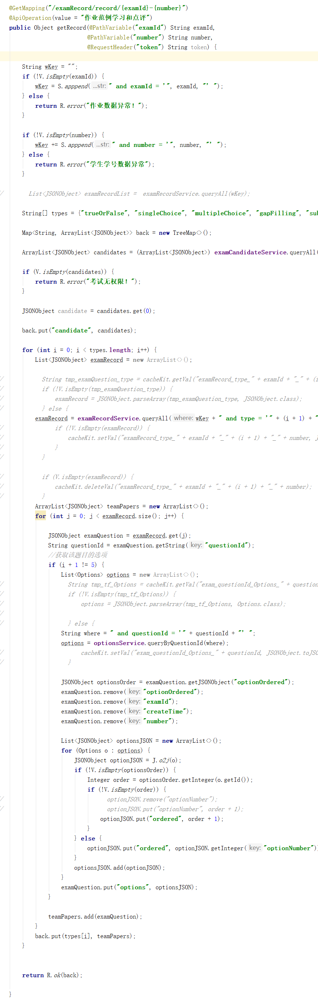 @GetMapping("/examRecord/record/{examId}-{number}")
@ApiOperation(value = "作业范例学习和点评")
public Object getRecord(@PathVariable("examId") String examId,
@PathVariable("number") String number,
@RequestHeader("token") String token) {
String wKey = "";
if (!V.isEmpty(examId)) {
wKey = S.apppend( ...str: " and examId = '", examId, "' ");
} else {
return R.error("作业数据异常！");
}
if (!V.isEmpty(number)) {
wKey += S.apppend( ...str: " and number = '", number, "' ");
} else {
return R.error("学生学号数据异常");
}
// List<JSONObject> examRecordList = examRecordService.queryAll(wKey);
String[] types = {"trueOrFalse", "singleChoice", "multipleChoice", "gapFilling", "sub
Map<String, ArrayList<JSONObject>> back = new TreeMap<>();
ArrayList<JSONObject> candidates = (ArrayList<JSONObject>) examCandidateService.queryAll(
if (V.isEmpty(candidates)) {
return R.error("考试无权限！");
}
JSONObject candidate = candidates.get(0);
back.put("candidate", candidates);
for (int i = 0; i < types.length; i++) {
List<JSONObject> examRecord = new ArrayList<>();
// String tmp_examQuestion_type = cacheKit.getVal("examRecord_type_" + examId + "_" + (i
// if (!V.isEmpty(tmp_examQuestion_type)) {
// examRecord = JSONObject.parseArray(tmp_examQuestion_type, JSONObject.class);
// } else {
examRecord = examRecordService.queryAll( where: wKey + " and type = '" + (i + 1) + "
// if (!V.isEmpty(examRecord)) {
// cacheKit.setVal("examRecord_type_" + examId + "_" + (i + 1) + "_" + number, J
// }
// }
// if (V.isEmpty(examRecord)) {
// cacheKit.deleteVal("examRecord_type_" + examId + "_" + (i + 1) + "_" + number);
// }
ArrayList<JSONObject> teamPapers = new ArrayList<>();
for (int j = 0; j < examRecord.size(); j++) {
JSONObject examQuestion = examRecord.get(j);
String questionId = examQuestion.getString( key: "questionId");
//获取该题目的选项
if (i + 1 != 5) {
List<Options> options = new ArrayList<>();
// String tmp_tf_Options = cacheKit.getVal("exam_questionId_Options_" + question
// if (!V.isEmpty(tmp_tf_Options)) {
// options = JSONObject.parseArray(tmp_tf_Options, Options.class);
//
// } else {
String where = " and questionId = '" + questionId + "' ";
options = optionsService.queryByQuestionId(where);
// cacheKit.setVal("exam_questionId_Options_" + questionId, JSONObject.toJSO
// }
JSONObject optionsOrder = examQuestion.getJSONObject("optionOrdered");
examQuestion.remove( key: "optionOrdered");
examQuestion.remove( key: "examId");
examQuestion.remove( key: "createTime");
examQuestion.remove( key: "number");
List<JSONObject> optionsJSON = new ArrayList<>();
for (Options o : options) {
JSONObject optionJSON = J.o2j(o);
if (!V.isEmpty(optionsOrder)) {
Integer order = optionsOrder.getInteger(o.getId());
if (!V.isEmpty(order)) {
// optionJSON.remove("optionNumber");
// optionJSON.put("optionNumber", order + 1);
optionJSON.put("ordered", order + 1);
}
} else {
optionJSON.put("ordered", optionJSON.getInteger( key: "optionNumber"))
}
optionsJSON.add(optionJSON);
}
examQuestion.put("options", optionsJSON);
}
teamPapers.add(examQuestion);
}
back.put(types[i], teamPapers);
}
return R.ok(back);
}